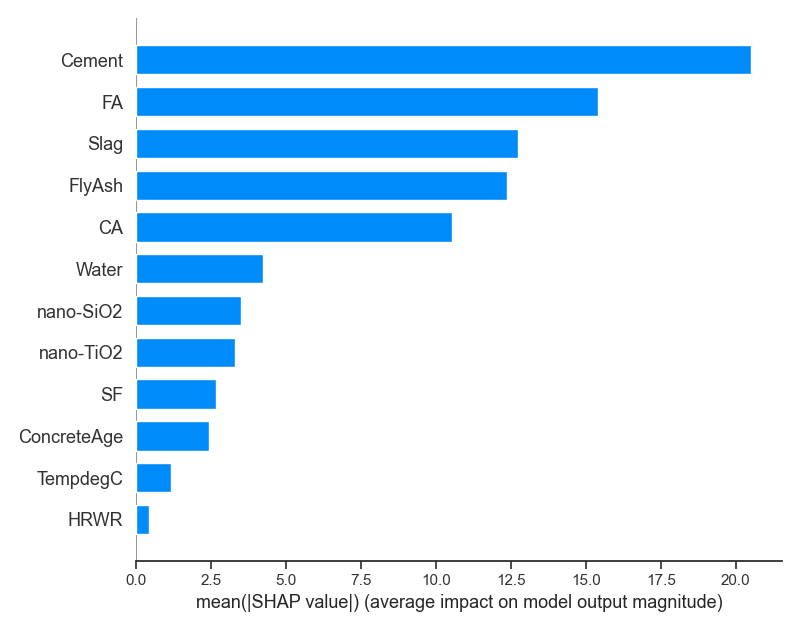 Cement
FA
Slag
FlyAsh
CA
Water
nano-SiO2
nano-TiO2
SF
ConcreteAge
TempdegC
HRWR
0.0 2.5 5.0 7.5 10.0 12.5 15.0 17.5 20.0
mean(|SHAP value|) (average impact on model output magnitude)